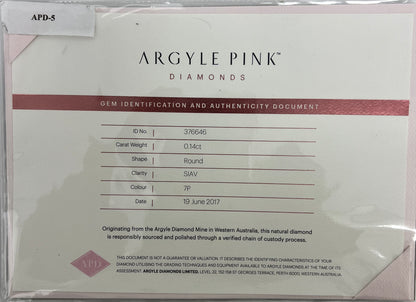 APD-5
ARGYLE PINK™
DIAMONDS
GEM IDENTIFICATION AND AUTHENTICITY DOCUMENT
ID No. 376646
Carat Weight 0.14ct
Shape Round
Clarity SIAV
Colour 7P
Date 19 June 2017
Originating from the Argyle Diamond Mine in Western Australia, this natural diamond
is responsibly sourced and polished through a verified chain of custody process.
APD
THIS DOCUMENT IS NOT A GUARANTEE OR VALUATION. IT DESCRIBES THE IDENTIFYING CHARACTERISTICS OF YOUR
DIAMOND UTILISING THE GRADING TECHNIQUES AND EQUIPMENT AVAILABLE TO ARGYLE DIAMONDS AT THE TIME OF ITS
ASSESSMENT. ARGYLE DIAMONDS LIMITED, LEVEL 22, 152-158 ST GEORGES TERRACE, PERTH 6000, WESTERN AUSTRALIA.